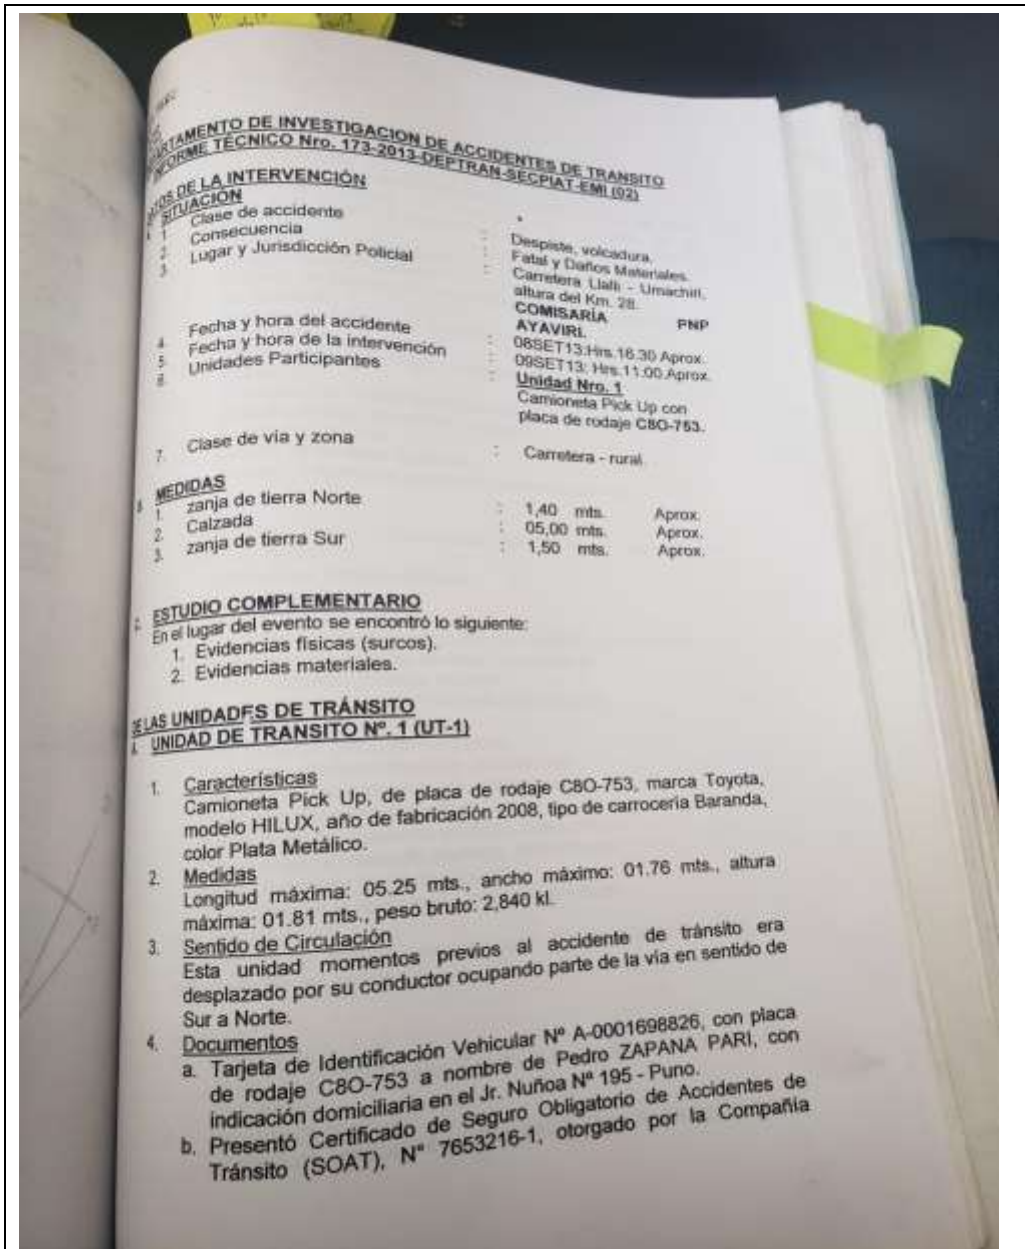 DEPARTAMENTO DE INVESTIGACION DE ACCIDENTES DE TRANSITO
INFORME TÉCNICO Nro. 173-2013-DEPTRAN-SECPIAT-EMI (02)
DE LA INTERVENCIÓN
SITUACION
1 Clase de accidente : Despiste, volcadura.
2. Consecuencia : Fatal y Daños Materiales.
3. Lugar y Jurisdicción Policial : Carretera Llalli - Umachiri,
altura del Km. 28.
COMISARÍA PNP
AYAVIRI.
4. Fecha y hora del accidente : 08SET13:Hrs.16.30 Aprox.
5. Fecha y hora de la intervención : 09SET13; Hrs.11:00 Aprox.
6. Unidades Participantes : Unidad Nro. 1
Camioneta Pick Up con
placa de rodaje C8O-753.
7. Clase de vía y zona : Carretera - rural.
MEDIDAS
1. zanja de tierra Norte : 1,40 mts. Aprox.
2. Calzada : 05,00 mts. Aprox.
3. zanja de tierra Sur : 1,50 mts. Aprox.
ESTUDIO COMPLEMENTARIO
En el lugar del evento se encontró lo siguiente:
1. Evidencias físicas (surcos).
2. Evidencias materiales.
DE LAS UNIDADES DE TRÁNSITO
UNIDAD DE TRANSITO Nº. 1 (UT-1)
1. Características
Camioneta Pick Up, de placa de rodaje C8O-753, marca Toyota,
modelo HILUX, año de fabricación 2008, tipo de carrocería Baranda,
color Plata Metálico.
2. Medidas
Longitud máxima: 05.25 mts., ancho máximo: 01.76 mts., altura
máxima: 01.81 mts., peso bruto: 2,840 kl.
3. Sentido de Circulación
Esta unidad momentos previos al accidente de tránsito era
desplazado por su conductor ocupando parte de la vía en sentido de
Sur a Norte.
4. Documentos
a. Tarjeta de Identificación Vehicular Nº A-0001698826, con placa
de rodaje C8O-753 a nombre de Pedro ZAPANA PARI, con
indicación domiciliaria en el Jr. Nuñoa Nº 195 - Puno.
b. Presentó Certificado de Seguro Obligatorio de Accidentes de
Tránsito (SOAT), Nº 7653216-1, otorgado por la Compañía